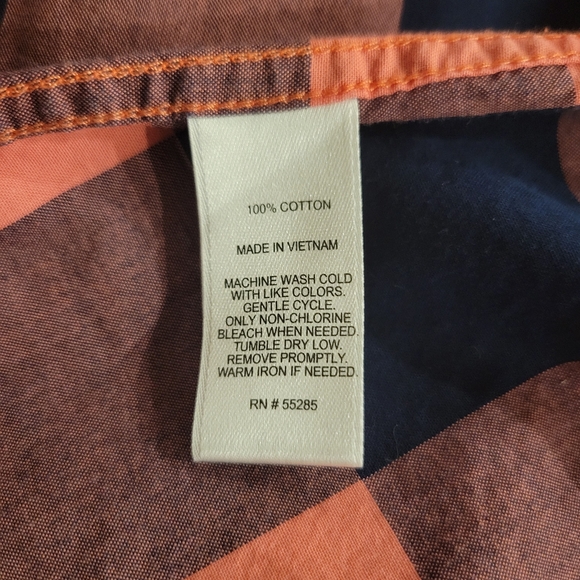 100% COTTON
MADE IN VIETNAM
MACHINE WASH COLD
WITH LIKE COLORS.
GENTLE CYCLE.
ONLY NON-CHLORINE
BLEACH WHEN NEEDED.
TUMBLE DRY LOW.
REMOVE PROMPTLY.
WARM IRON IF NEEDED.
RN # 55285